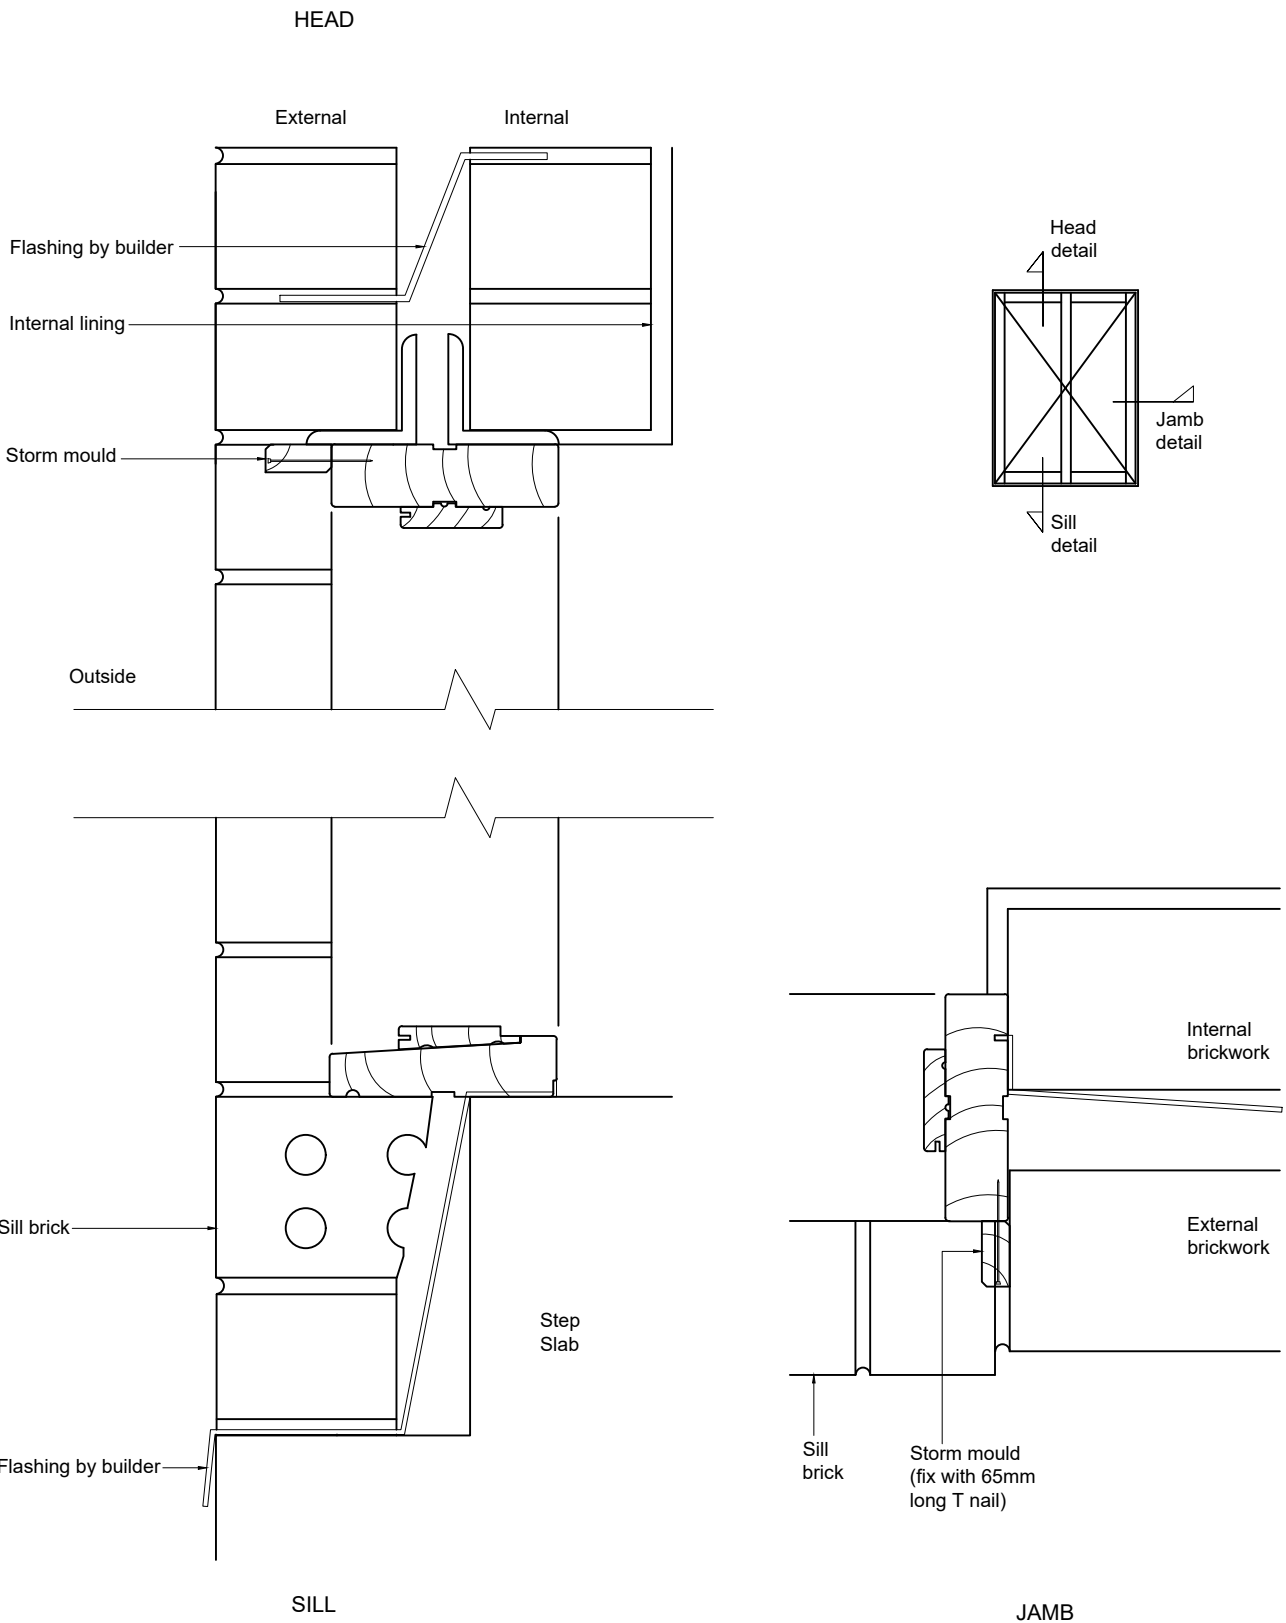 HEAD
External
Internal
Flashing by builder
Internal lining
Storm mould
Outside
Head
detail
Jamb
detail
Sill
detail
Sill brick
Step
Slab
Flashing by builder
SILL
Internal
brickwork
External
brickwork
Sill
brick
Storm mould
(fix with 65mm
long T nail)
JAMB